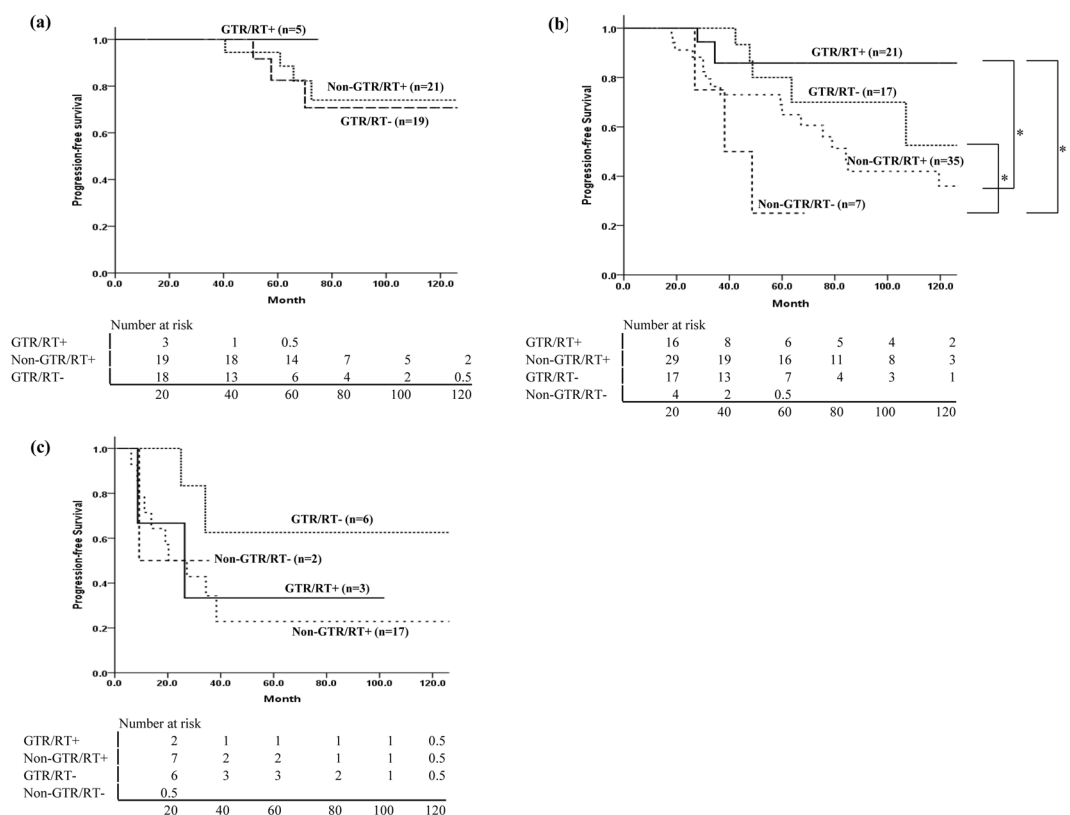 (a)
GTR/RT+ (n=5)
1.0
0.8
0.6
0.4
0.2
0.0
Progression-free survival
Non-GTR/RT+ (n=21)
GTR/RT- (n=19)
0.0 20.0 40.0 60.0 80.0 100.0 120.0
Month
Number at risk
GTR/RT+ 3 1 0.5
Non-GTR/RT+ 19 18 14 7 5 2
GTR/RT- 18 13 6 4 2 0.5
20 40 60 80 100 120
(b)
1.0
0.8
0.6
0.4
0.2
0.0
Progression-free survival
GTR/RT+ (n=21)
GTR/RT- (n=17)
Non-GTR/RT+ (n=35)
Non-GTR/RT- (n=7)
*
*
*
0.0 20.0 40.0 60.0 80.0 100.0 120.0
Month
Number at risk
GTR/RT+ 16 8 6 5 4 2
Non-GTR/RT+ 29 19 16 11 8 3
GTR/RT- 17 13 7 4 3 1
Non-GTR/RT- 4 2 0.5
20 40 60 80 100 120
(c)
1.0
0.8
0.6
0.4
0.2
0.0
Progression-free Survival
GTR/RT- (n=6)
Non-GTR/RT- (n=2)
GTR/RT+ (n=3)
Non-GTR/RT+ (n=17)
0.0 20.0 40.0 60.0 80.0 100.0 120.0
Month
Number at risk
GTR/RT+ 2 1 1 1 1 0.5
Non-GTR/RT+ 7 2 2 1 1 0.5
GTR/RT- 6 3 3 2 1 0.5
Non-GTR/RT- 0.5
20 40 60 80 100 120